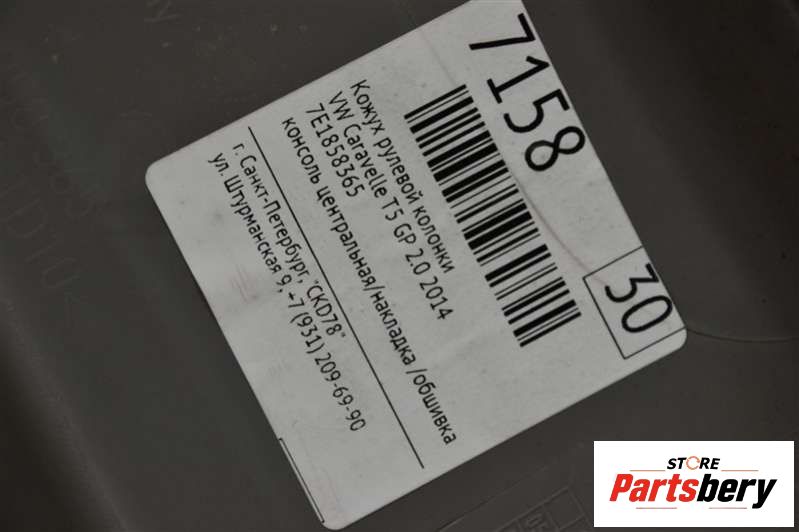 7158
30
Кожух рулевой колонки
VW Caravelle T5 GP 2.0 2014
7E1858365
консоль центральная/накладка /обшивка
г. Санкт-Петербург, "СКD78"
ул. Штурманская 9, +7 (931) 209-69-90
STORE
Partsbery